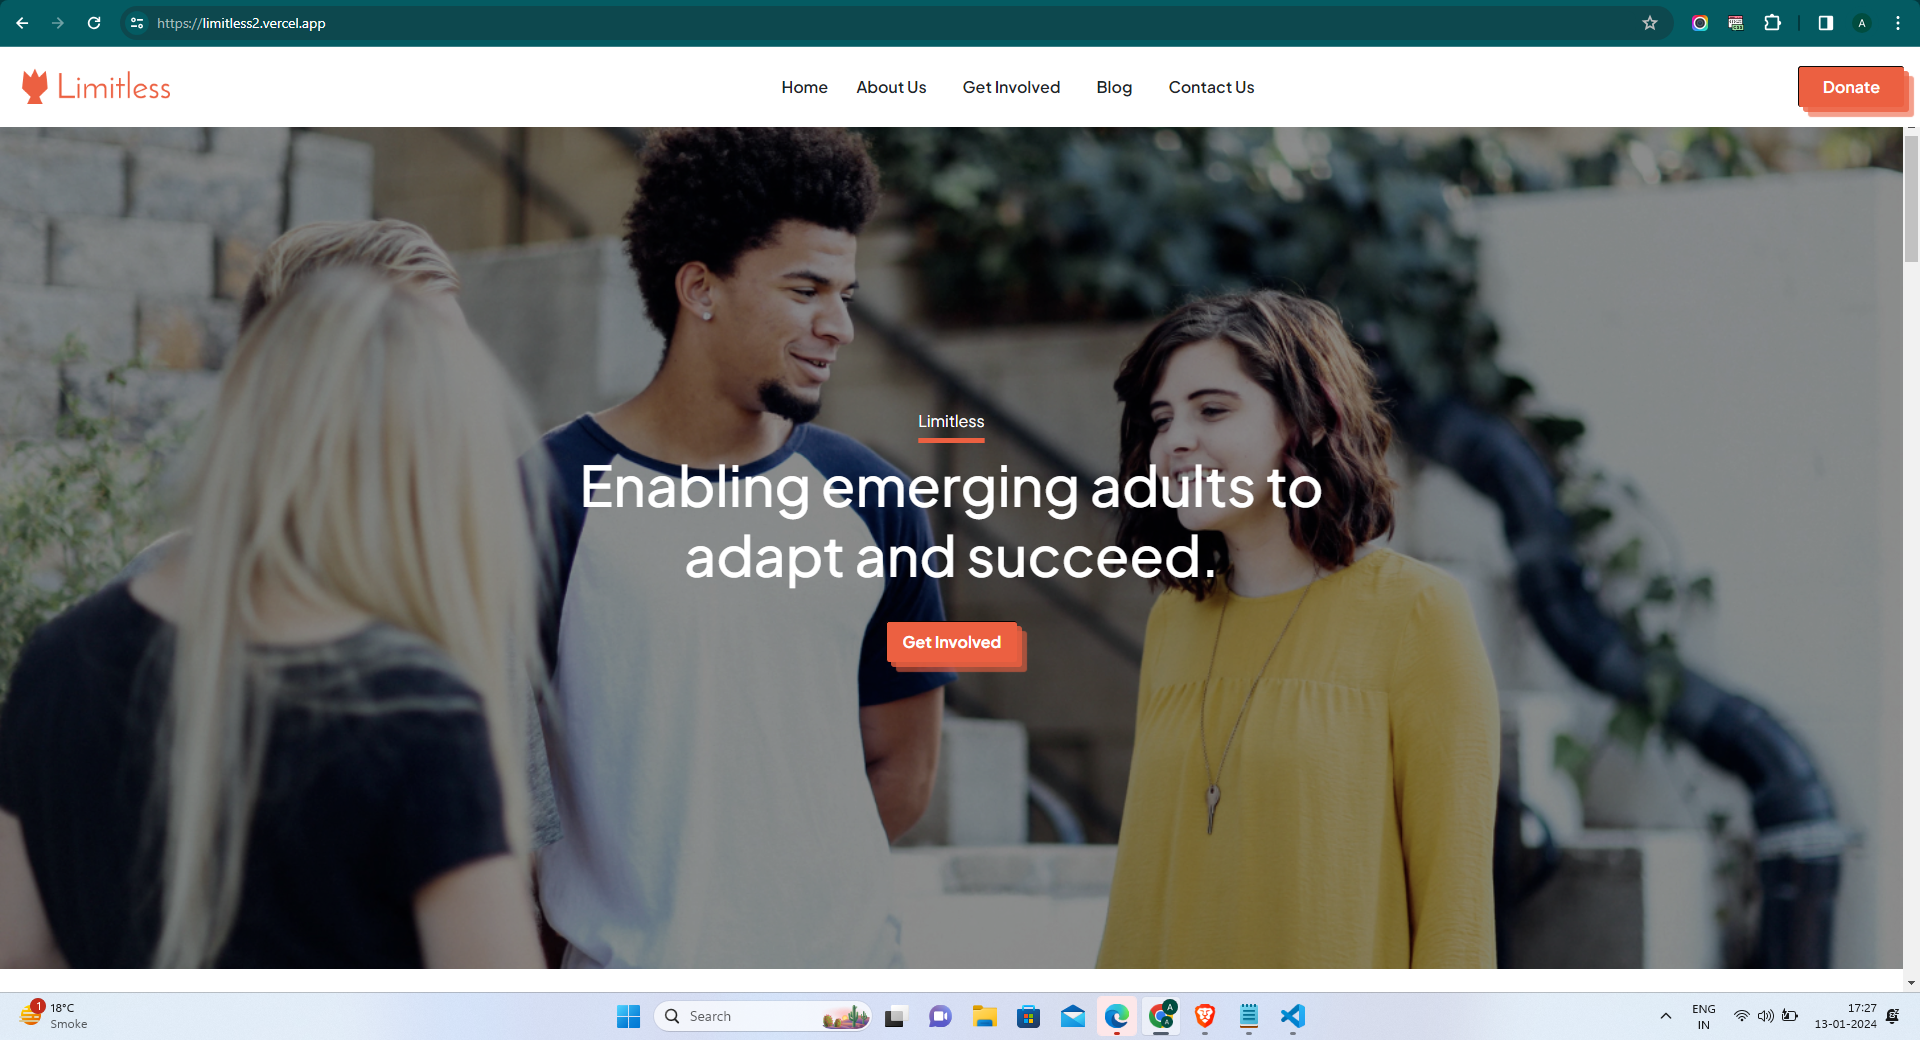 https://limitless2.vercel.app
A
Limitless
Home About Us Get Involved Blog Contact Us
Donate
Limitless
Enabling emerging adults to
adapt and succeed.
Get Involved
1
18°C
Smoke
Search
A
A
ENG
IN
17:27
13-01-2024